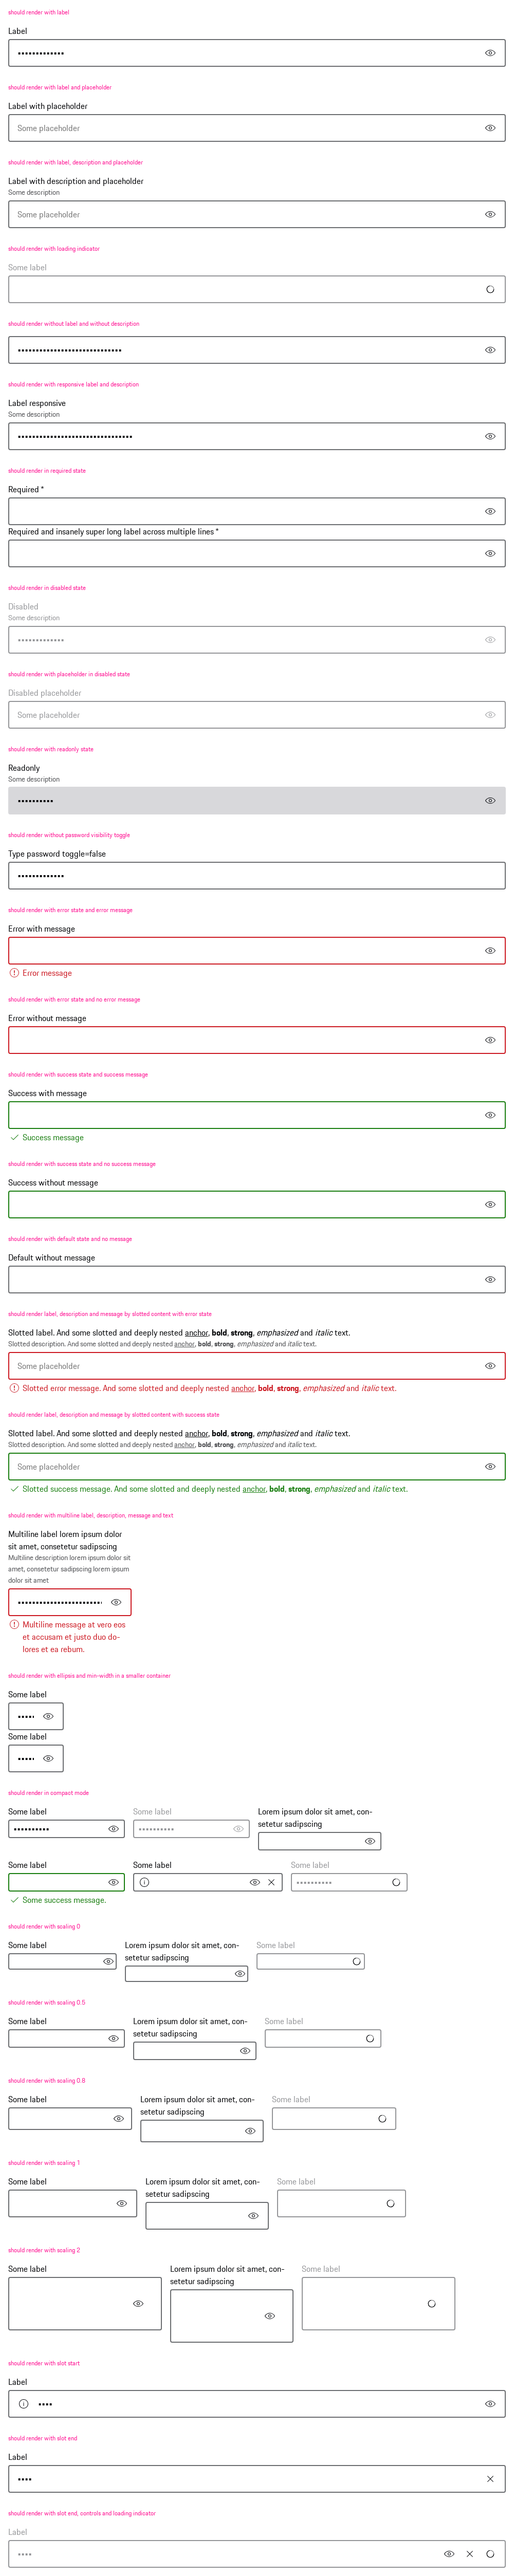 should render with label
Label
•••••••••••••
should render with label and placeholder
Label with placeholder
Some placeholder
should render with label, description and placeholder
Label with description and placeholder
Some description
Some placeholder
should render with loading indicator
Some label
should render without label and without description
••••••••••••••••••••••••••••••
should render with responsive label and description
Label responsive
Some description
•••••••••••••••••••••••••••••••••
should render in required state
Required *
Required and insanely super long label across multiple lines *
should render in disabled state
Disabled
Some description
•••••••••••••
should render with placeholder in disabled state
Disabled placeholder
Some placeholder
should render with readonly state
Readonly
Some description
••••••••••
should render without password visibility toggle
Type password toggle=false
•••••••••••••
should render with error state and error message
Error with message
Error message
should render with error state and no error message
Error without message
should render with success state and success message
Success with message
Success message
should render with success state and no success message
Success without message
should render with default state and no message
Default without message
should render label, description and message by slotted content with error state
Slotted label. And some slotted and deeply nested anchor, bold, strong, emphasized and italic text.
Slotted description. And some slotted and deeply nested anchor, bold, strong, emphasized and italic text.
Some placeholder
Slotted error message. And some slotted and deeply nested anchor, bold, strong, emphasized and italic text.
should render label, description and message by slotted content with success state
Slotted label. And some slotted and deeply nested anchor, bold, strong, emphasized and italic text.
Slotted description. And some slotted and deeply nested anchor, bold, strong, emphasized and italic text.
Some placeholder
Slotted success message. And some slotted and deeply nested anchor, bold, strong, emphasized and italic text.
should render with multiline label, description, message and text
Multiline label lorem ipsum dolor
sit amet, consetetur sadipscing
Multiline description lorem ipsum dolor sit
amet, consetetur sadipscing lorem ipsum
dolor sit amet
••••••••••••••••••••••••
Multiline message at vero eos
et accusam et justo duo do-
lores et ea rebum.
should render with ellipsis and min-width in a smaller container
Some label
•••••
Some label
•••••
should render in compact mode
Some label
••••••••••
Some label
••••••••••
Lorem ipsum dolor sit amet, con-
setetur sadipscing
Some label
Some success message.
Some label
Some label
••••••••••
should render with scaling 0
Some label
Lorem ipsum dolor sit amet, con-
setetur sadipscing
Some label
should render with scaling 0.5
Some label
Lorem ipsum dolor sit amet, con-
setetur sadipscing
Some label
should render with scaling 0.8
Some label
Lorem ipsum dolor sit amet, con-
setetur sadipscing
Some label
should render with scaling 1
Some label
Lorem ipsum dolor sit amet, con-
setetur sadipscing
Some label
should render with scaling 2
Some label
Lorem ipsum dolor sit amet, con-
setetur sadipscing
Some label
should render with slot start
Label
••••
should render with slot end
Label
••••
should render with slot end, controls and loading indicator
Label
••••